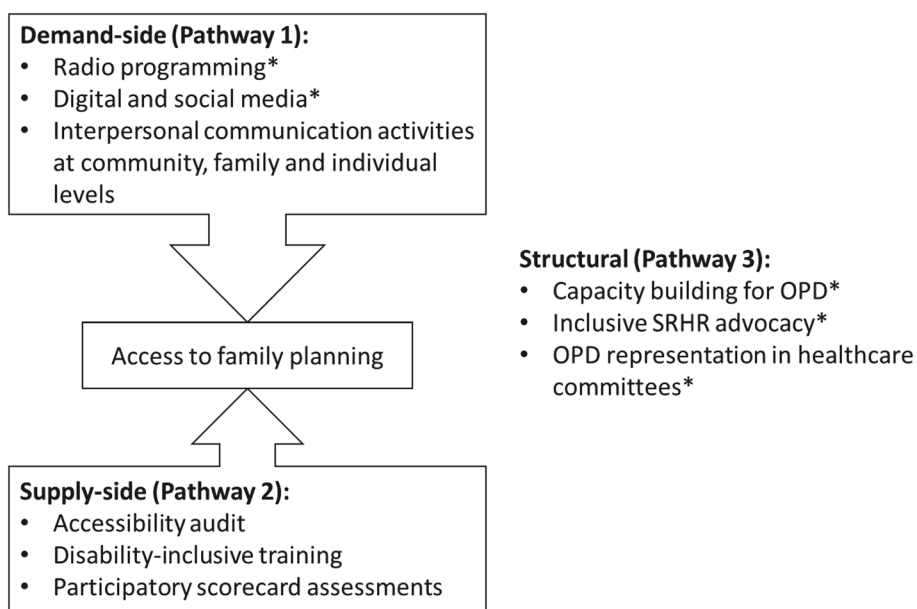 Demand-side (Pathway 1):
• Radio programming*
• Digital and social media*
• Interpersonal communication activities
at community, family and individual
levels
Access to family planning
Supply-side (Pathway 2):
• Accessibility audit
• Disability-inclusive training
• Participatory scorecard assessments
Structural (Pathway 3):
• Capacity building for OPD*
• Inclusive SRHR advocacy*
• OPD representation in healthcare
committees*